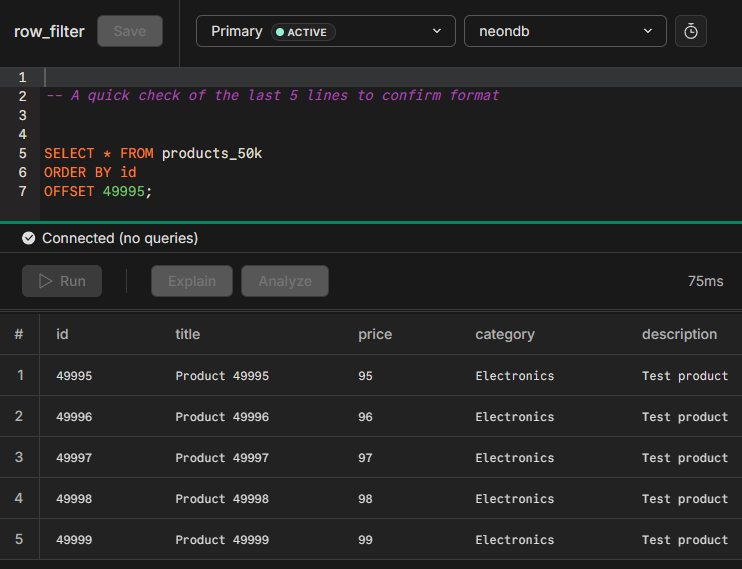 row_filter Save Primary ACTIVE neondb
1
2 -- A quick check of the last 5 lines to confirm format
3
4
5 SELECT * FROM products_50k
6 ORDER BY id
7 OFFSET 49995;
Connected (no queries)
Run Explain Analyze 75ms
# id title price category description
1 49995 Product 49995 95 Electronics Test product
2 49996 Product 49996 96 Electronics Test product
3 49997 Product 49997 97 Electronics Test product
4 49998 Product 49998 98 Electronics Test product
5 49999 Product 49999 99 Electronics Test product